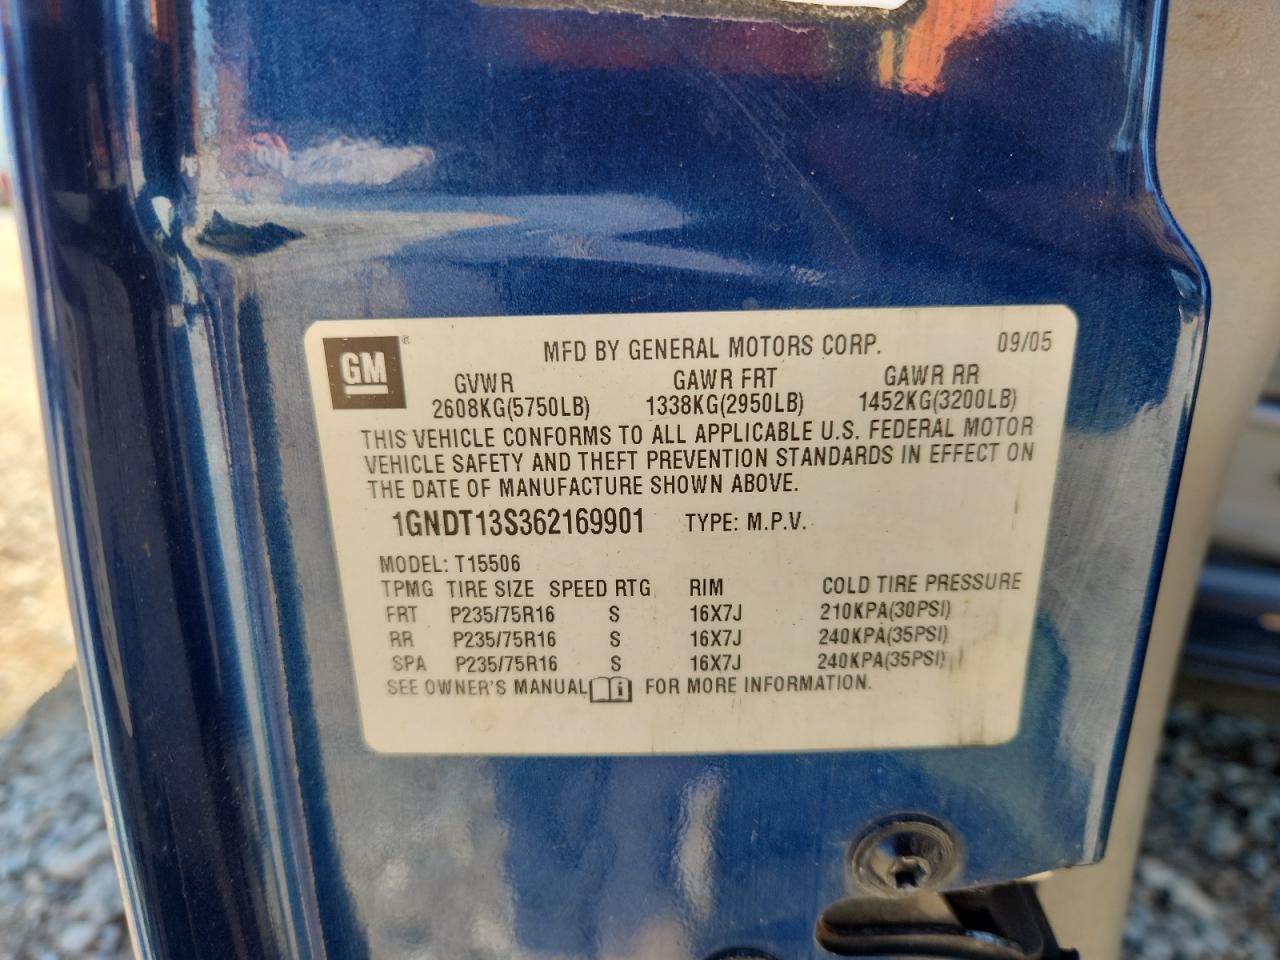 GM ®
MFD BY GENERAL MOTORS CORP. 09/05
GVWR GAWR FRT GAWR RR
2608KG(5750LB) 1338KG(2950LB) 1452KG(3200LB)
THIS VEHICLE CONFORMS TO ALL APPLICABLE U.S. FEDERAL MOTOR
VEHICLE SAFETY AND THEFT PREVENTION STANDARDS IN EFFECT ON
THE DATE OF MANUFACTURE SHOWN ABOVE.
1GNDT13S362169901 TYPE: M.P.V.
MODEL: T15506
TPMG TIRE SIZE SPEED RTG RIM COLD TIRE PRESSURE
FRT P235/75R16 S 16X7J 210KPA(30PSI)
RR P235/75R16 S 16X7J 240KPA(35PSI)
SPA P235/75R16 S 16X7J 240KPA(35PSI)
SEE OWNER'S MANUAL i FOR MORE INFORMATION.